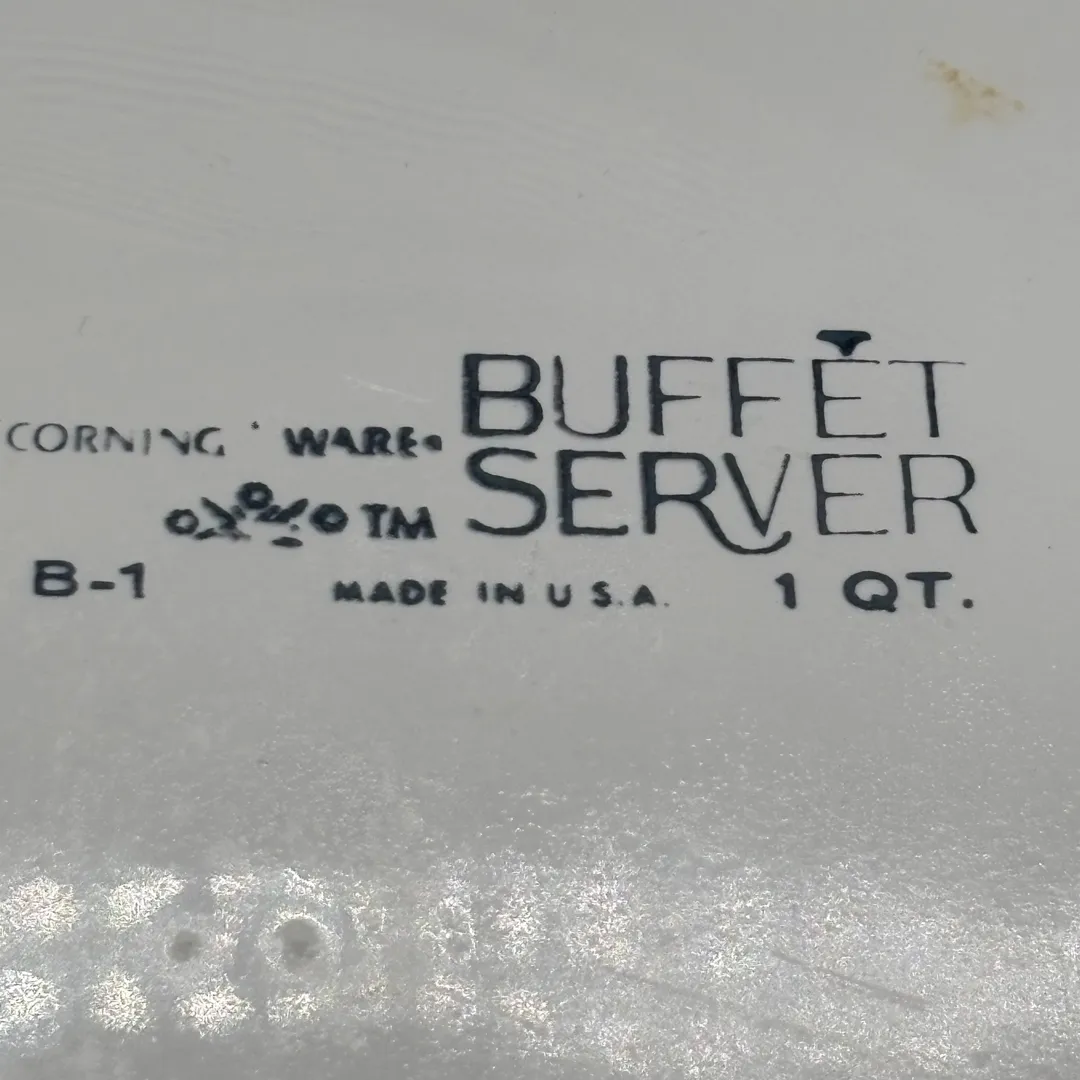 BUFFET
CORNING WARE®
SERVER
TM
B-1 MADE IN U.S.A. 1 QT.